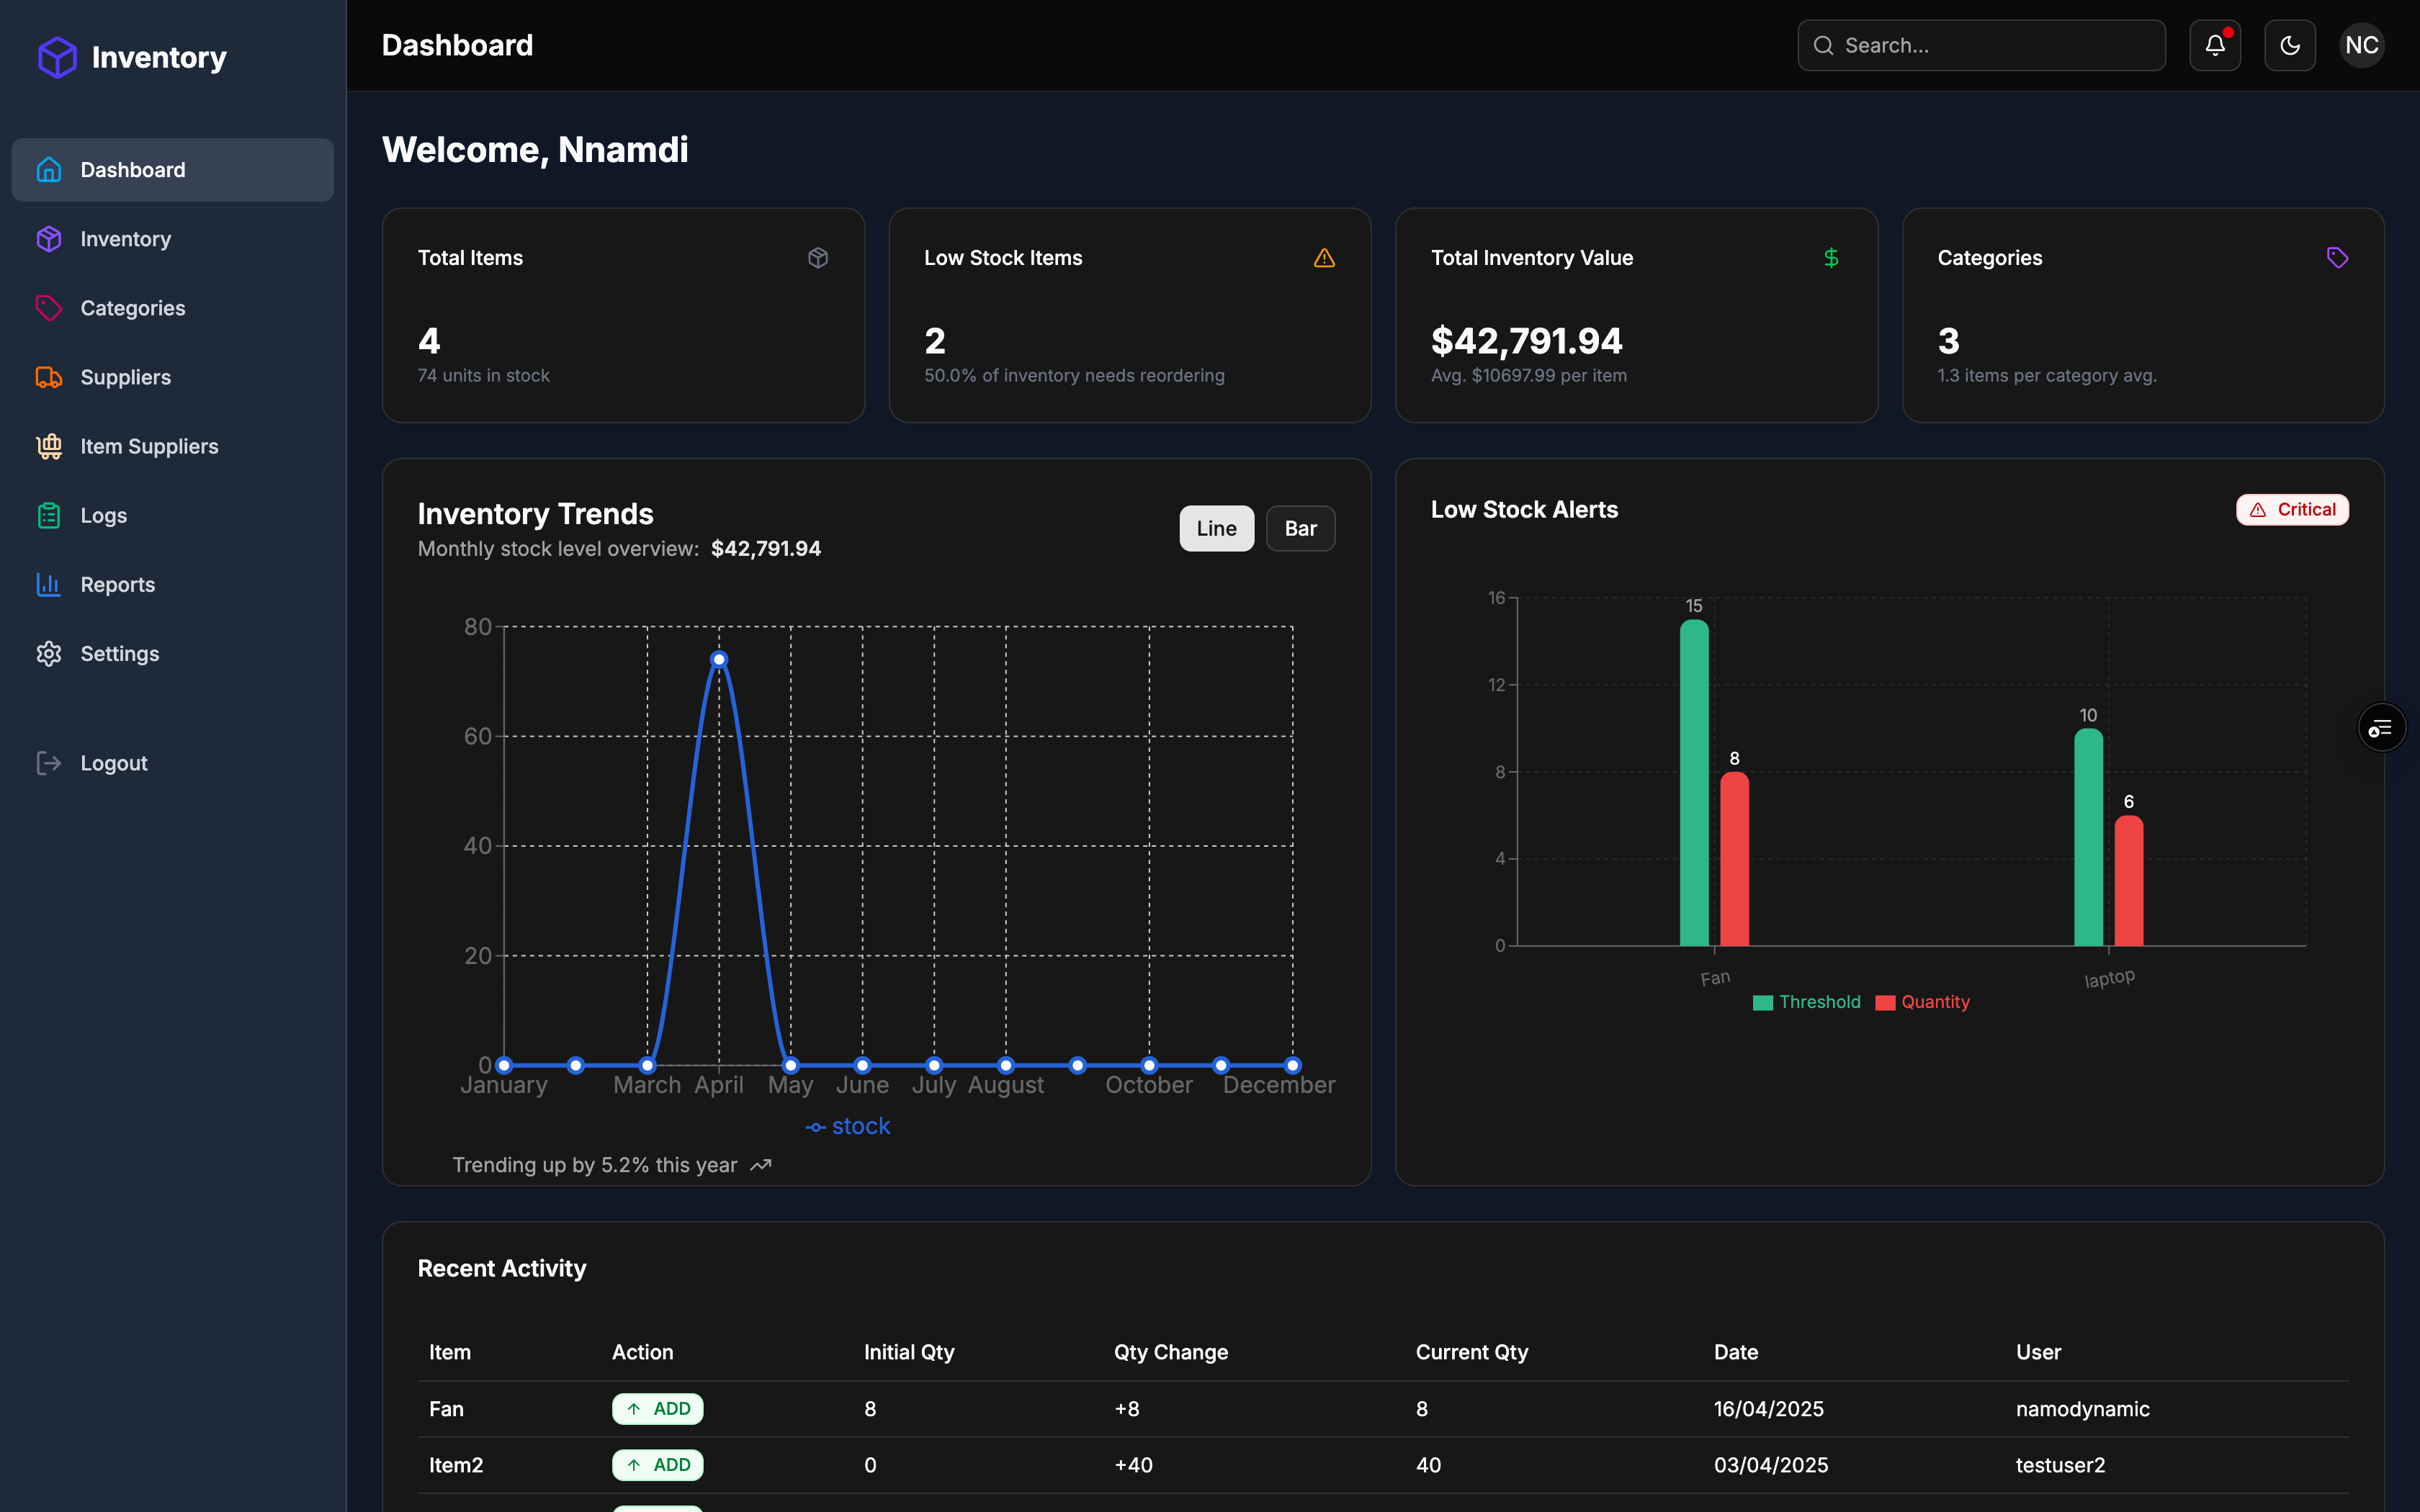 Inventory
Dashboard
Inventory
Categories
Suppliers
Item Suppliers
Logs
Reports
Settings
Logout
Dashboard
Search...
NC
Welcome, Nnamdi
Total Items
4
74 units in stock
Low Stock Items
2
50.0% of inventory needs reordering
Total Inventory Value
$42,791.94
Avg. $10697.99 per item
Categories
3
1.3 items per category avg.
Inventory Trends
Monthly stock level overview: $42,791.94
Line
Bar
80
60
40
20
0
January March April May June July August October December
stock
Trending up by 5.2% this year
Low Stock Alerts
Critical
16
12
8
4
0
15
8
10
6
Fan
laptop
Threshold Quantity
Recent Activity
Item Action Initial Qty Qty Change Current Qty Date User
Fan ADD 8 +8 8 16/04/2025 namodynamic
Item2 ADD 0 +40 40 03/04/2025 testuser2